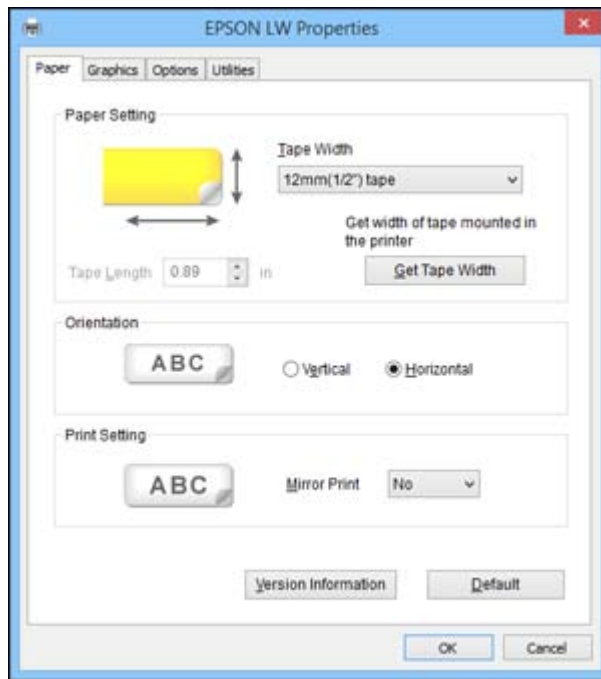 EPSON LW Properties
Paper
Graphics
Options
Utilities
Paper Setting
Tape Width
12mm(1/2") tape
Get width of tape mounted in
the printer
Tape Length 0.89 in
Get Tape Width
Orientation
ABC
Vertical
Horizontal
Print Setting
ABC
Mirror Print
No
Version Information
Default
OK
Cancel